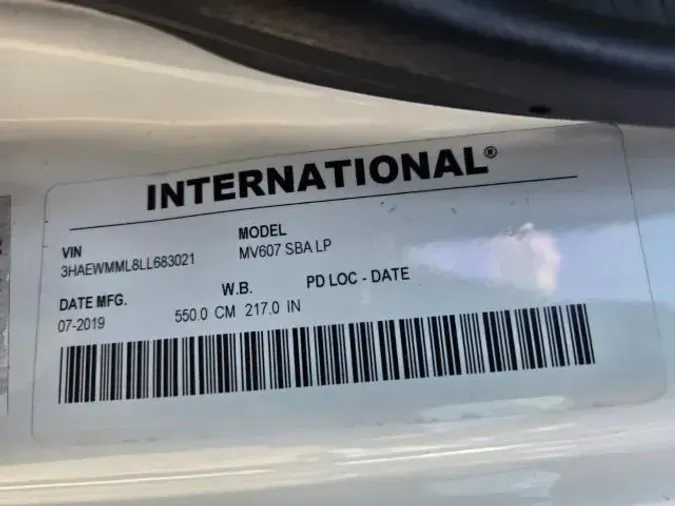 INTERNATIONAL®
VIN
MODEL
3HAEWMML8LL683021
MV607 SBA LP
DATE MFG.
W.B.
PD LOC - DATE
07-2019
550.0 CM 217.0 IN